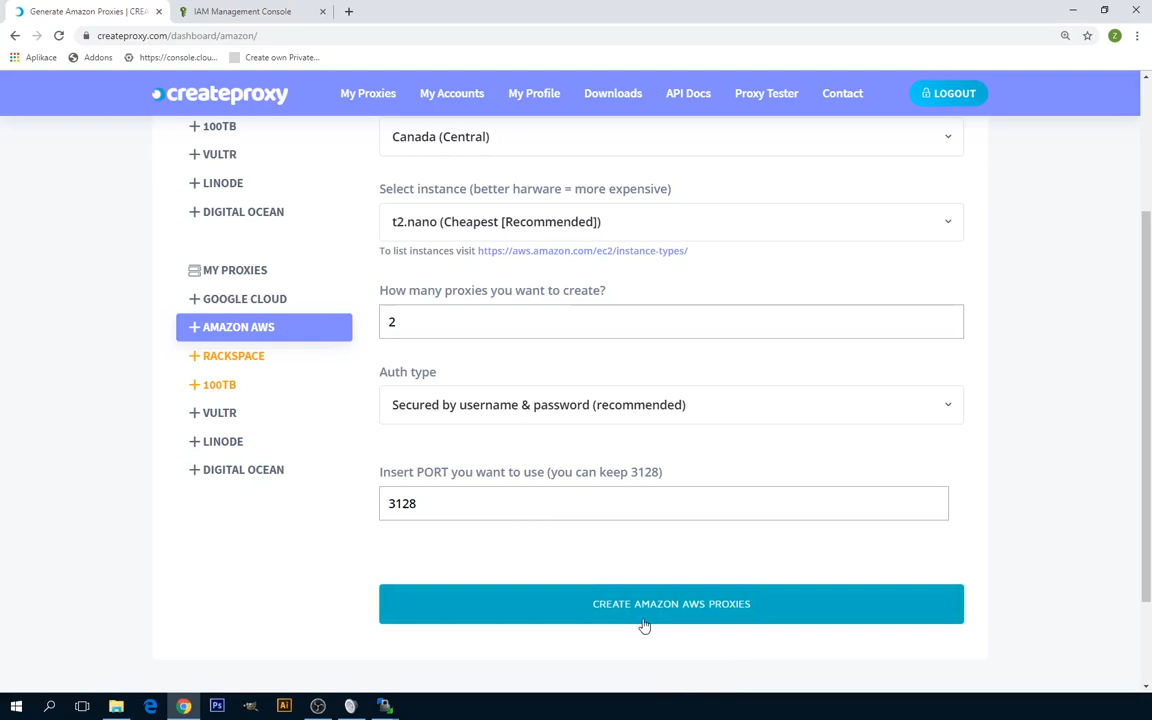 Generate Amazon Proxies | CREA
IAM Management Console
createproxy.com/dashboard/amazon/
Z
Aplikace
Addons
https://console.clou...
Create own Private...
createproxy
My Proxies
My Accounts
My Profile
Downloads
API Docs
Proxy Tester
Contact
LOGOUT
100TB
VULTR
LINODE
DIGITAL OCEAN
MY PROXIES
GOOGLE CLOUD
AMAZON AWS
RACKSPACE
100TB
VULTR
LINODE
DIGITAL OCEAN
Canada (Central)
Select instance (better harware = more expensive)
t2.nano (Cheapest [Recommended])
To list instances visit https://aws.amazon.com/ec2/instance-types/
How many proxies you want to create?
2
Auth type
Secured by username & password (recommended)
Insert PORT you want to use (you can keep 3128)
3128
CREATE AMAZON AWS PROXIES
Ps
Ai